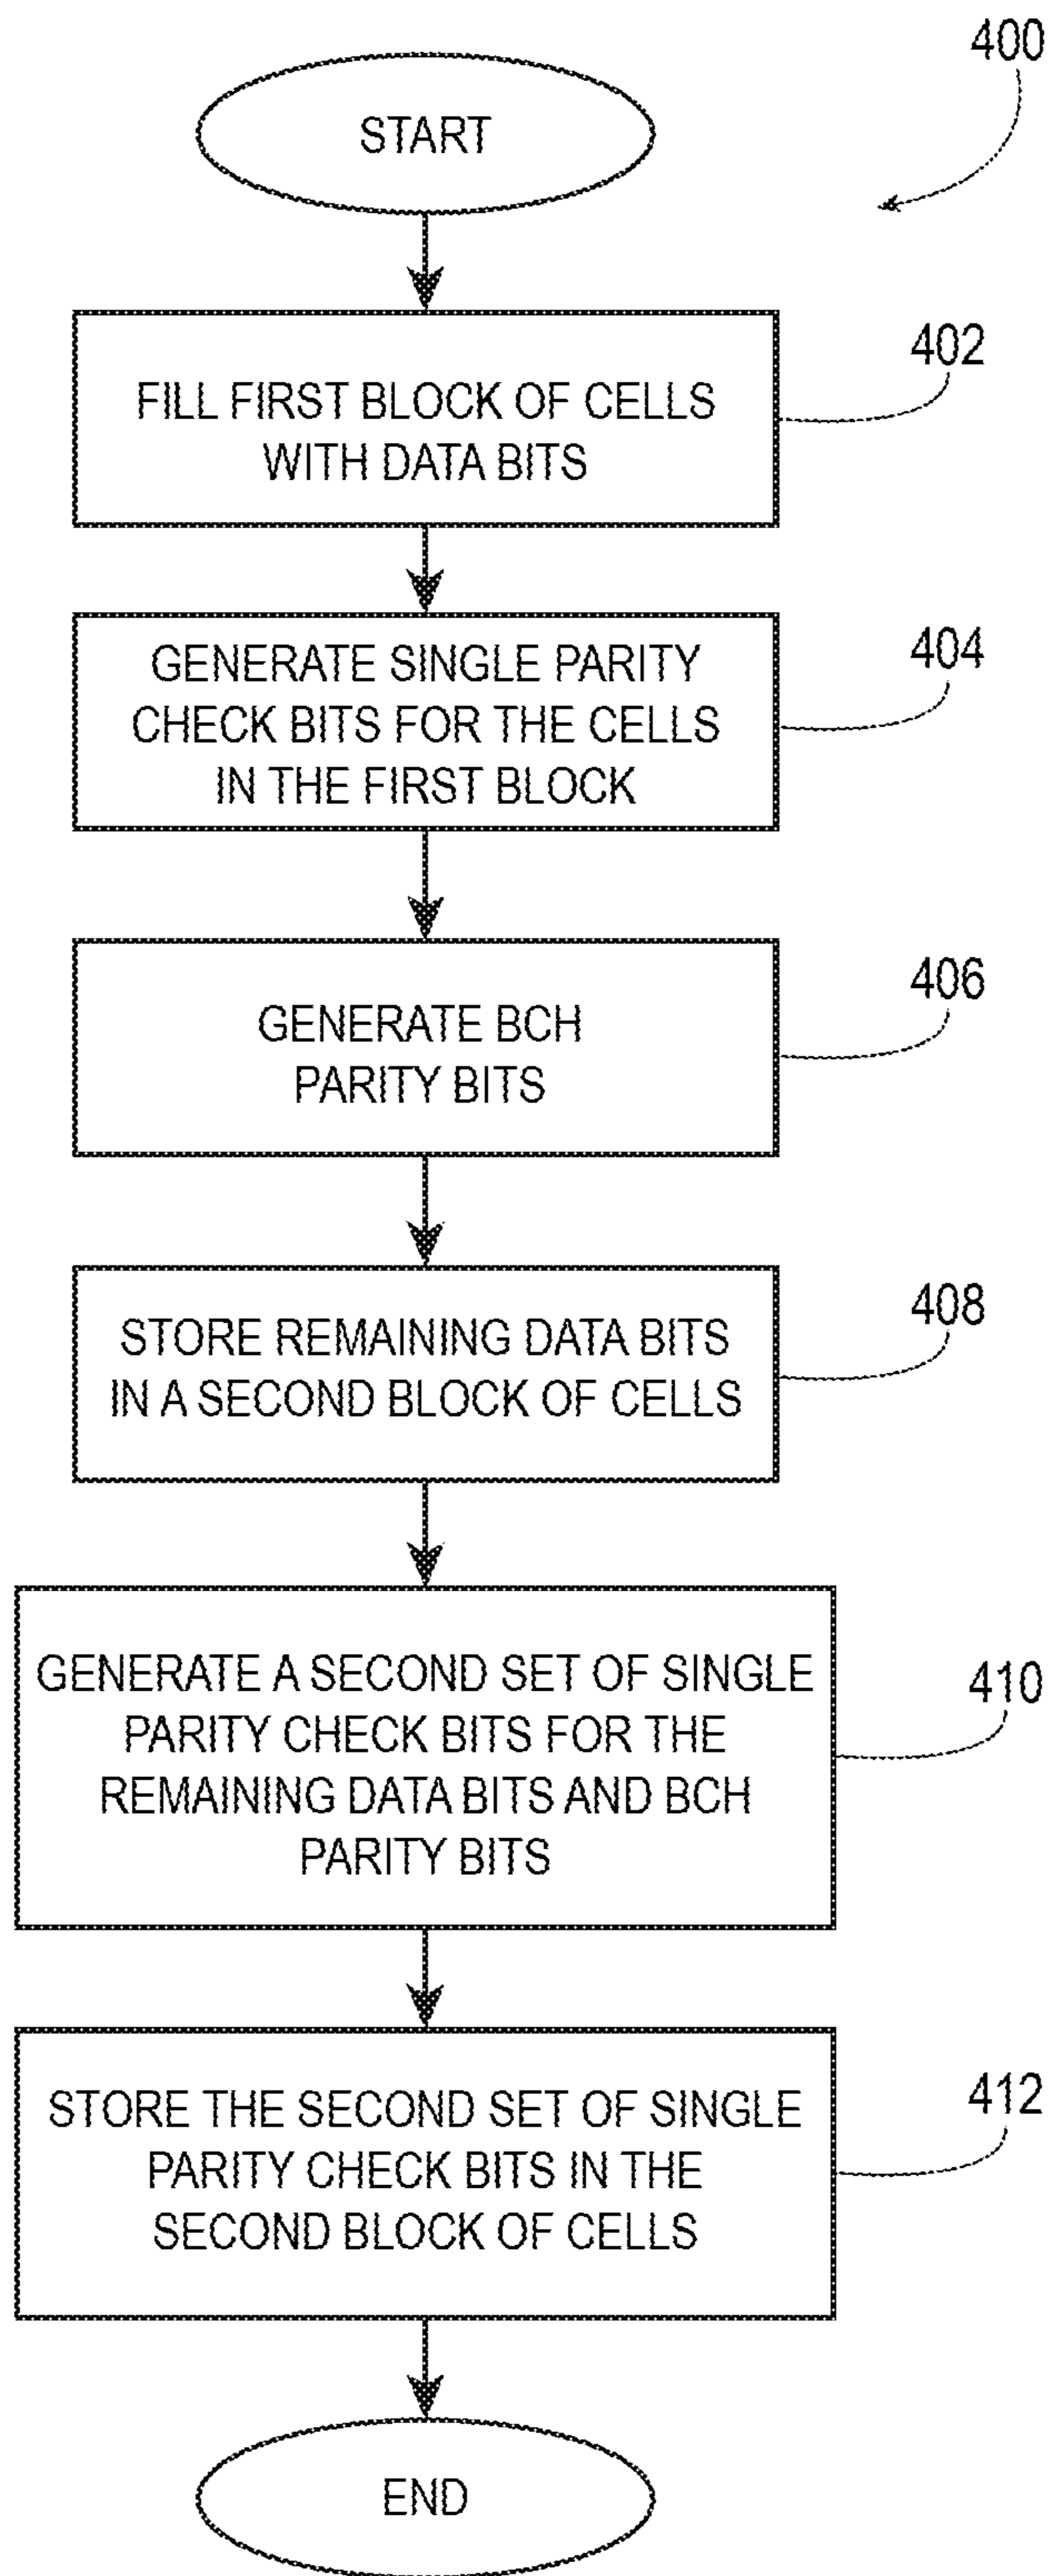 400
START
402
FILL FIRST BLOCK OF CELLS
WITH DATA BITS
404
GENERATE SINGLE PARITY
CHECK BITS FOR THE CELLS
IN THE FIRST BLOCK
406
GENERATE BCH
PARITY BITS
408
STORE REMAINING DATA BITS
IN A SECOND BLOCK OF CELLS
410
GENERATE A SECOND SET OF SINGLE
PARITY CHECK BITS FOR THE
REMAINING DATA BITS AND BCH
PARITY BITS
412
STORE THE SECOND SET OF SINGLE
PARITY CHECK BITS IN THE
SECOND BLOCK OF CELLS
END